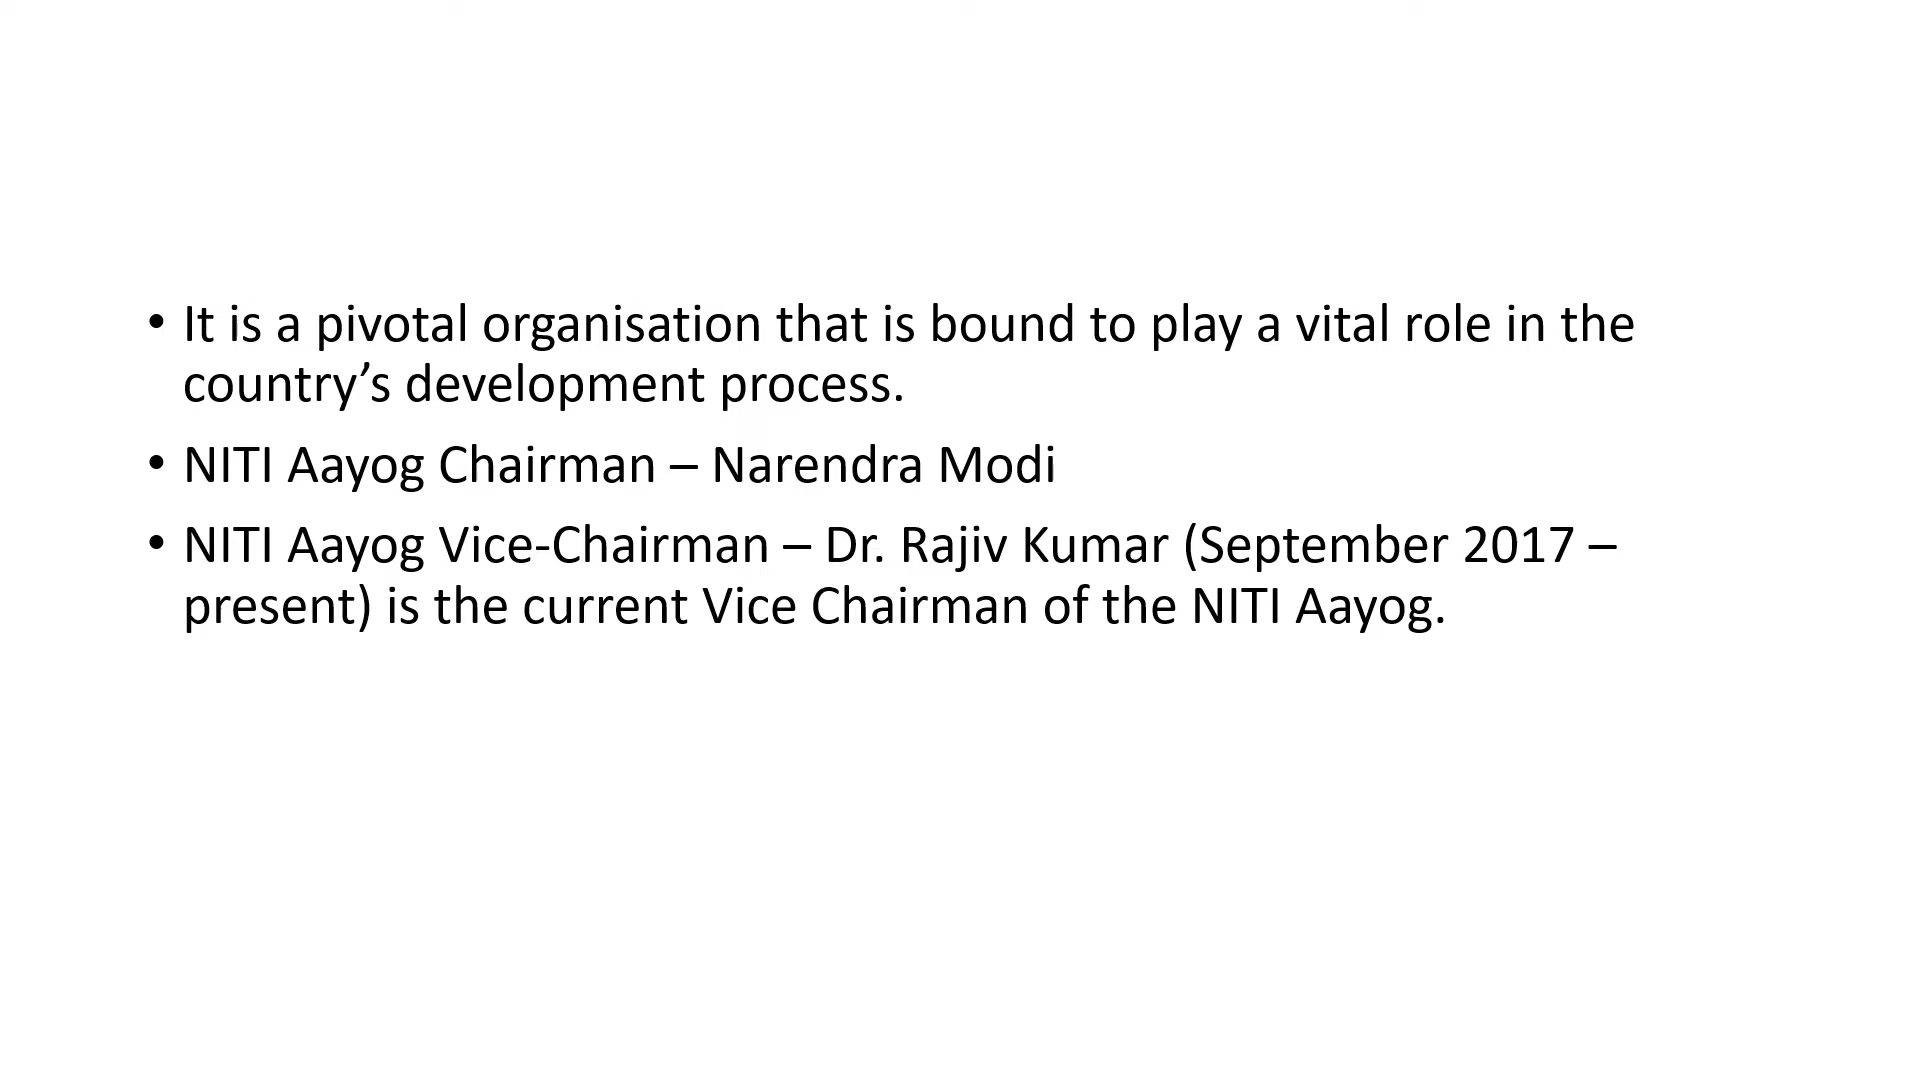 • It is a pivotal organisation that is bound to play a vital role in the
country’s development process.
• NITI Aayog Chairman – Narendra Modi
• NITI Aayog Vice-Chairman – Dr. Rajiv Kumar (September 2017 –
present) is the current Vice Chairman of the NITI Aayog.